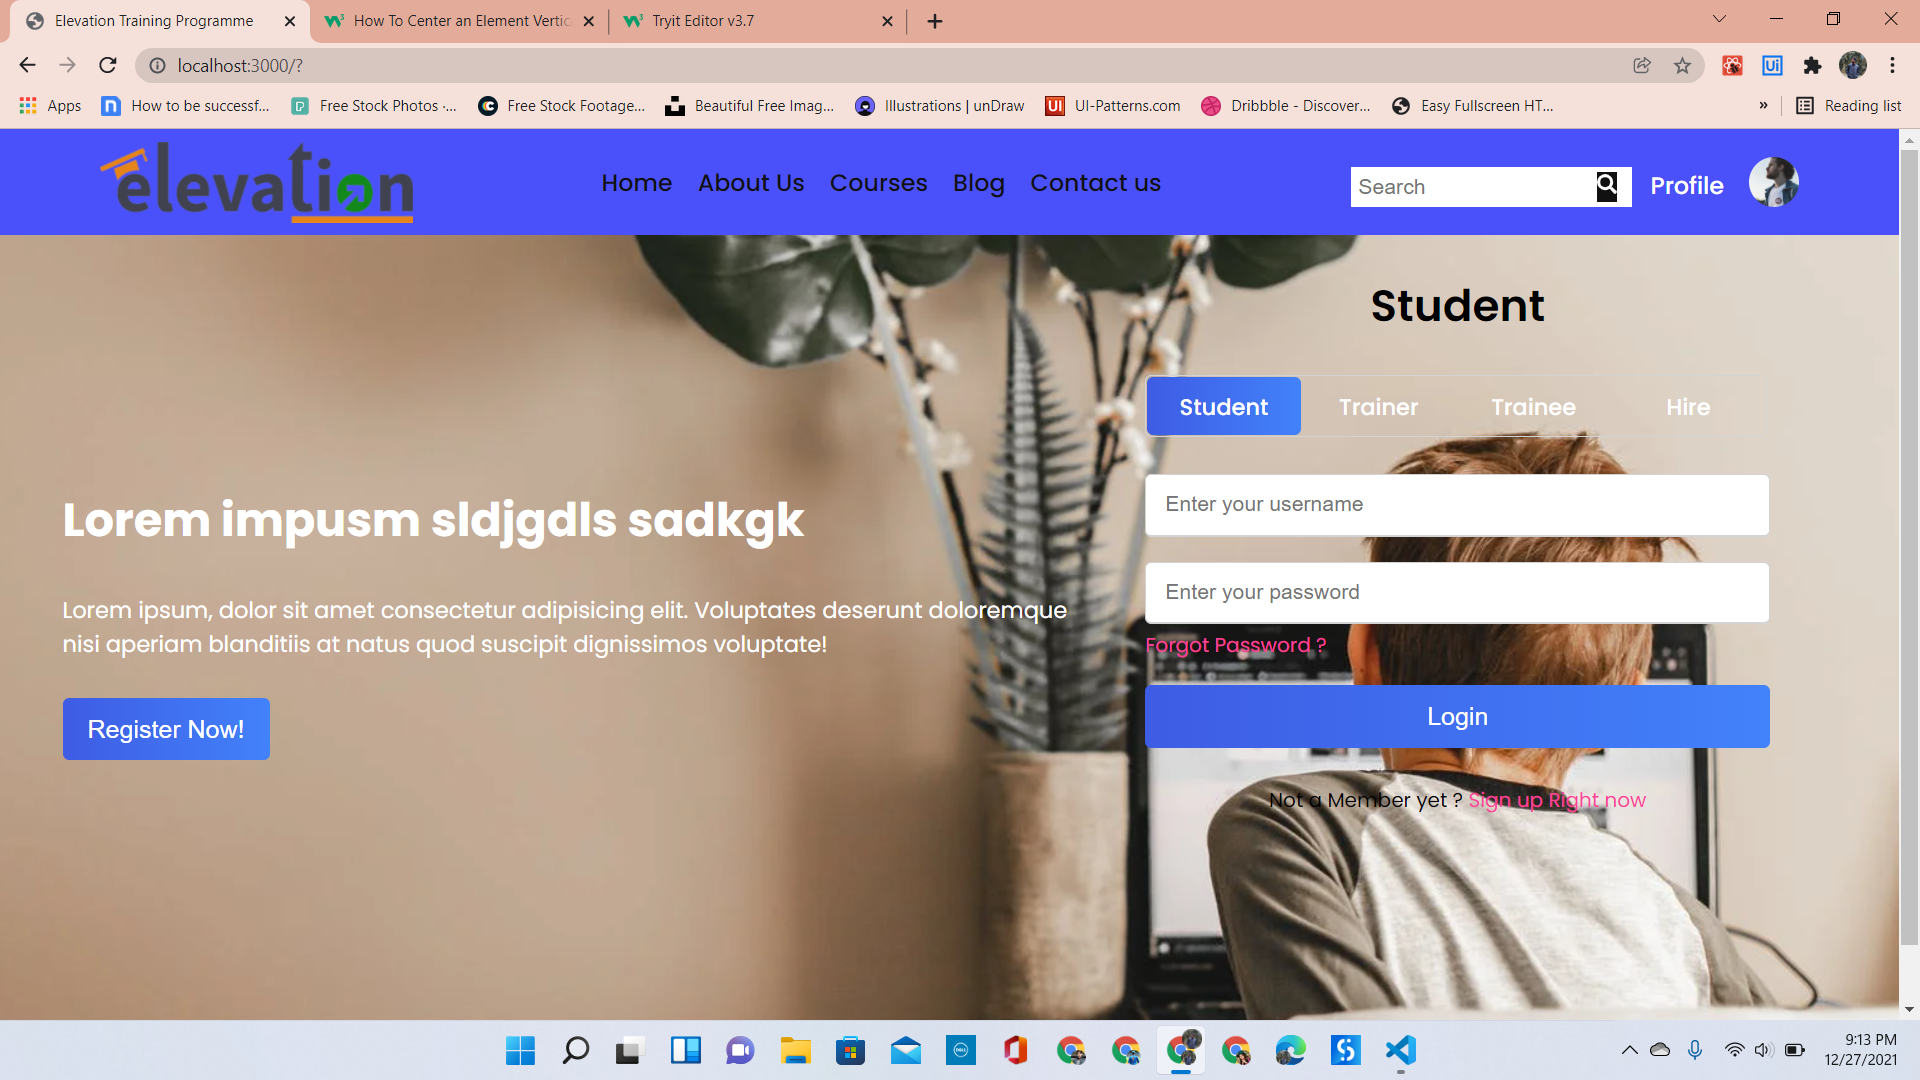 Elevation Training Programme
How To Center an Element Vertic
Tryit Editor v3.7
localhost:3000/?
Apps
How to be successf...
Free Stock Photos ·...
Free Stock Footage...
Beautiful Free Imag...
Illustrations | unDraw
UI-Patterns.com
Dribbble - Discover...
Easy Fullscreen HT...
»
Reading list
elevation
Home
About Us
Courses
Blog
Contact us
Search
Profile
Student
Student
Trainer
Trainee
Hire
Enter your username
Enter your password
Forgot Password ?
Login
Not a Member yet ? Sign up Right now
Lorem impusm sldjgdls sadkgk
Lorem ipsum, dolor sit amet consectetur adipisicing elit. Voluptates deserunt doloremque
nisi aperiam blanditiis at natus quod suscipit dignissimos voluptate!
Register Now!
9:13 PM
12/27/2021